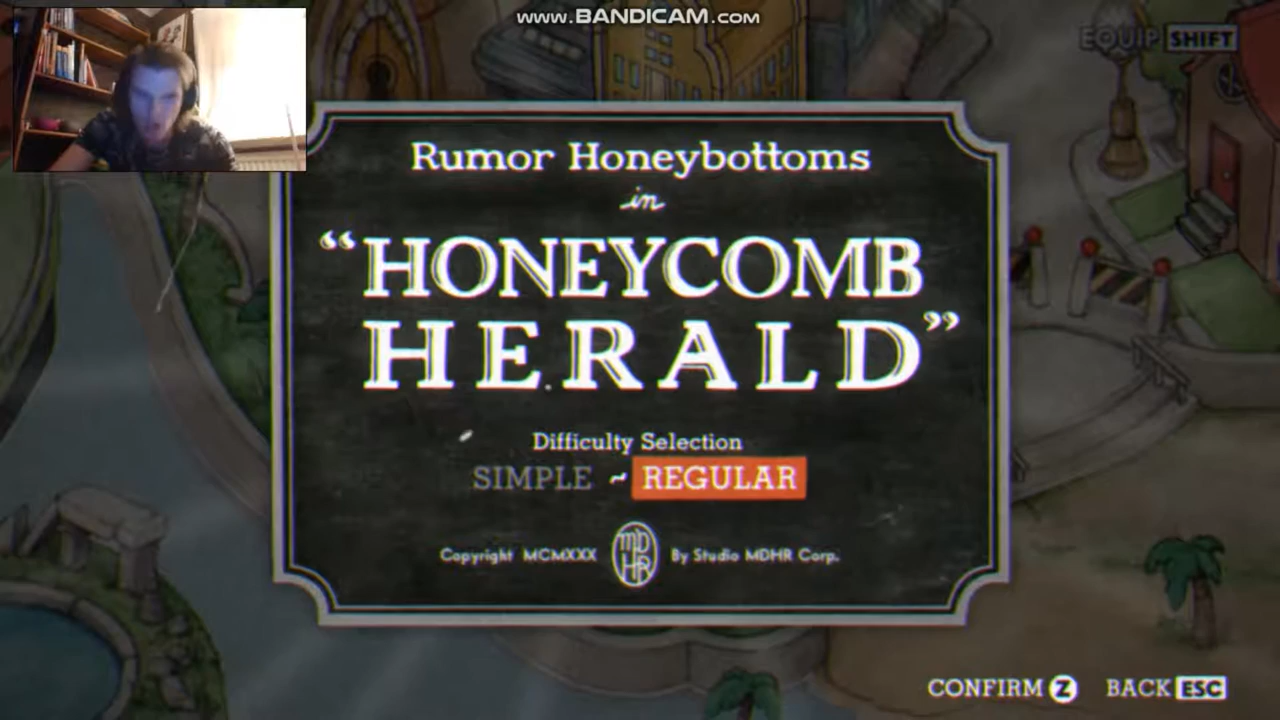 www.BANDICAM.com
EQUIP SHIFT
Rumor Honeybottoms
in
“HONEYCOMB
HERALD”
Difficulty Selection
SIMPLE ~ REGULAR
Copyright MCMXXX MDHR By Studio MDHR Corp.
CONFIRM Z BACK ESC